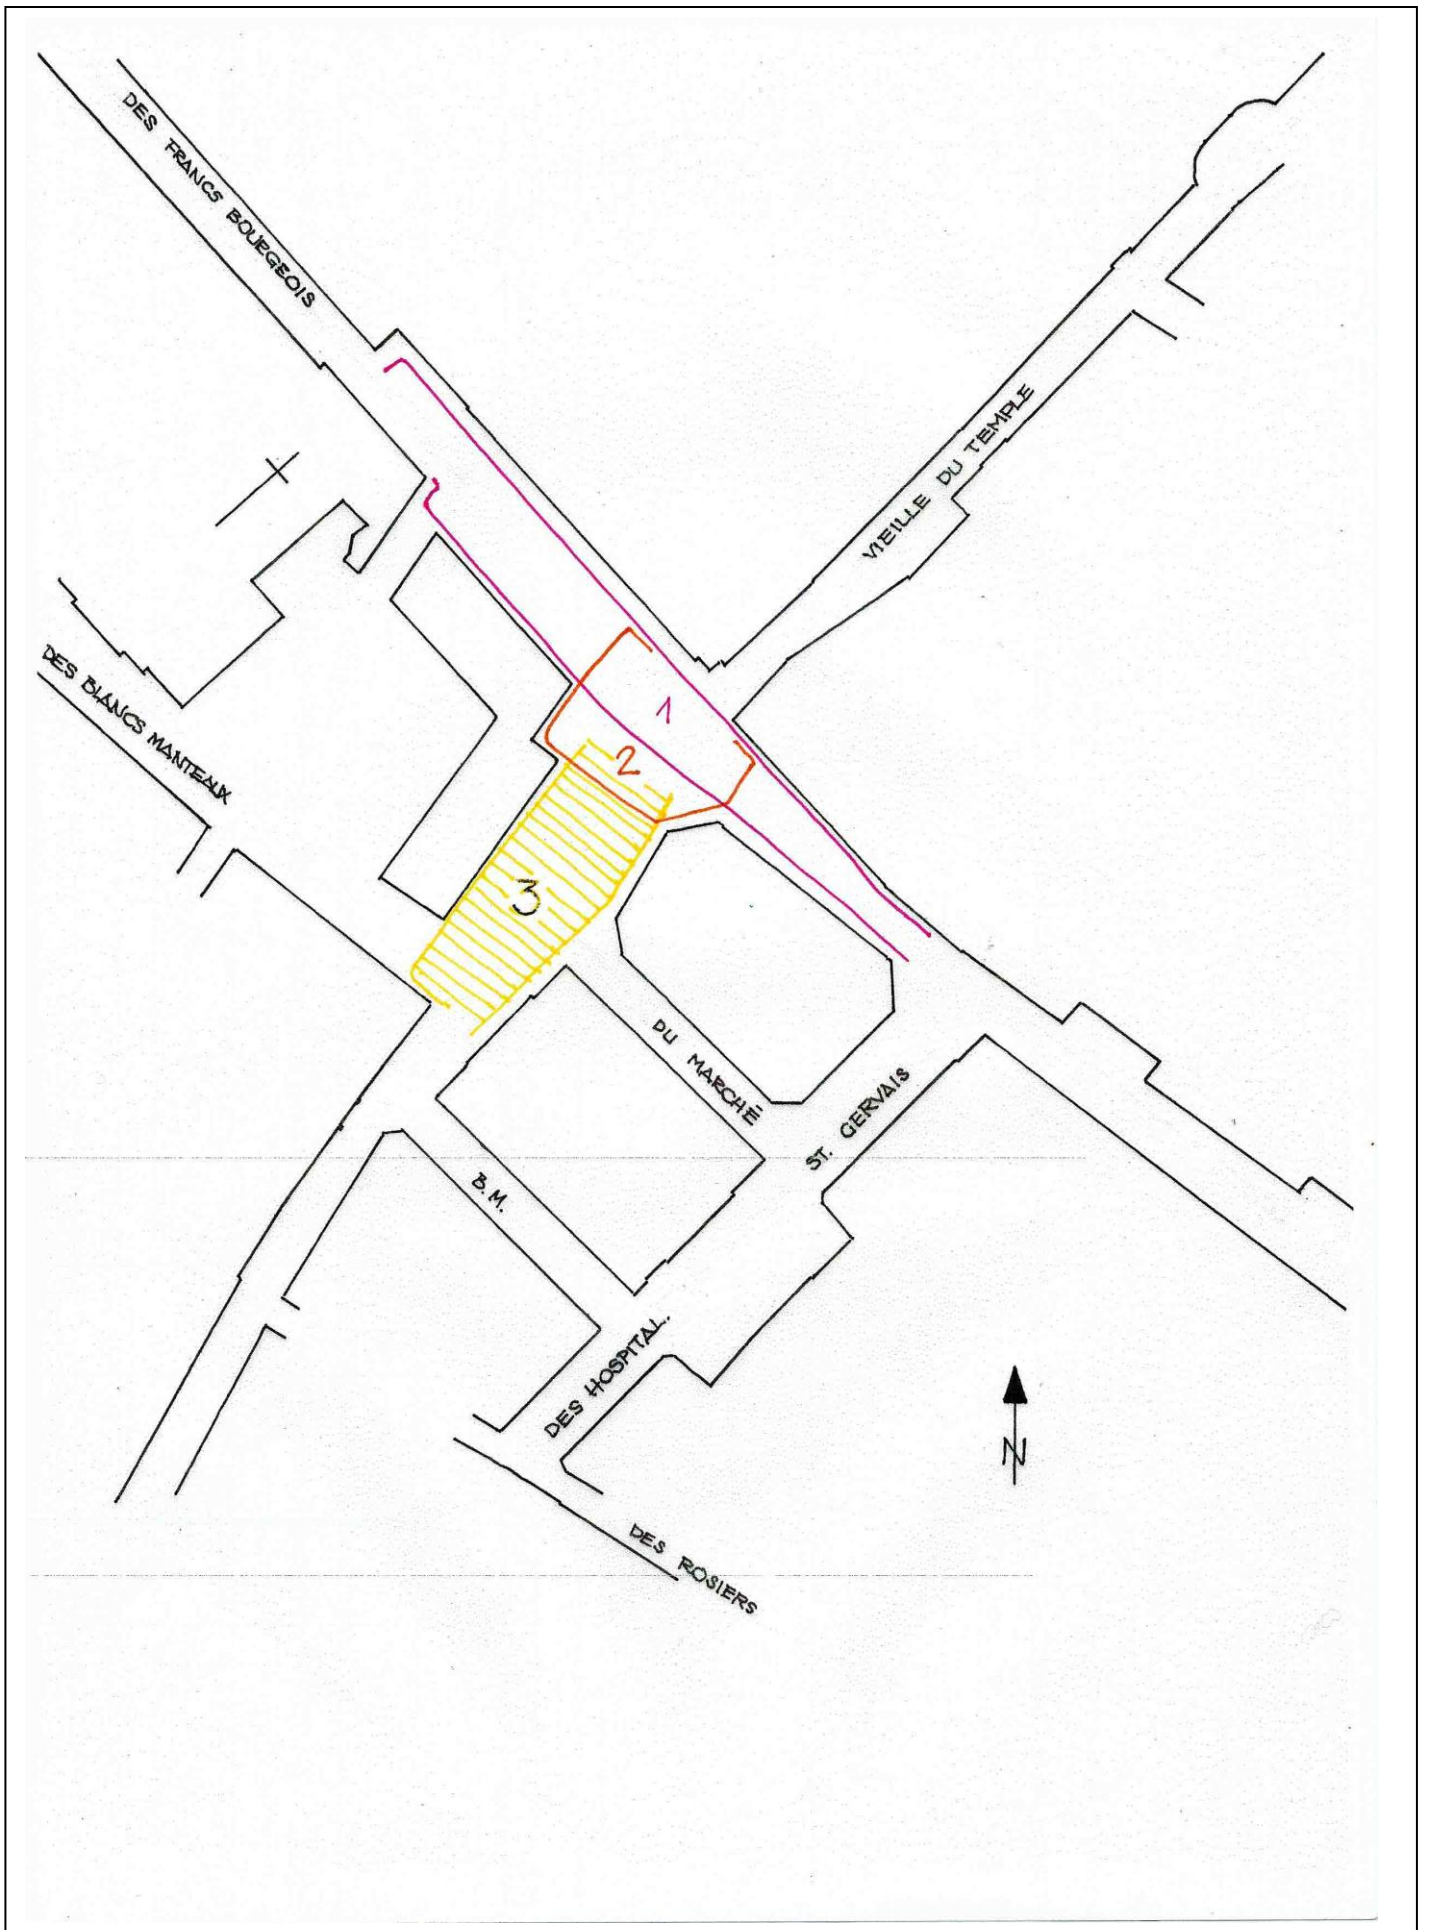 DES FRANCS BOURGEOIS
VIEILLE DU TEMPLE
DES BLANCS MANTEAUX
1
2
3
DU MARCHÉ
ST. GERVAIS
B.M.
DES HOSPITAL.
N
DES ROSIERS